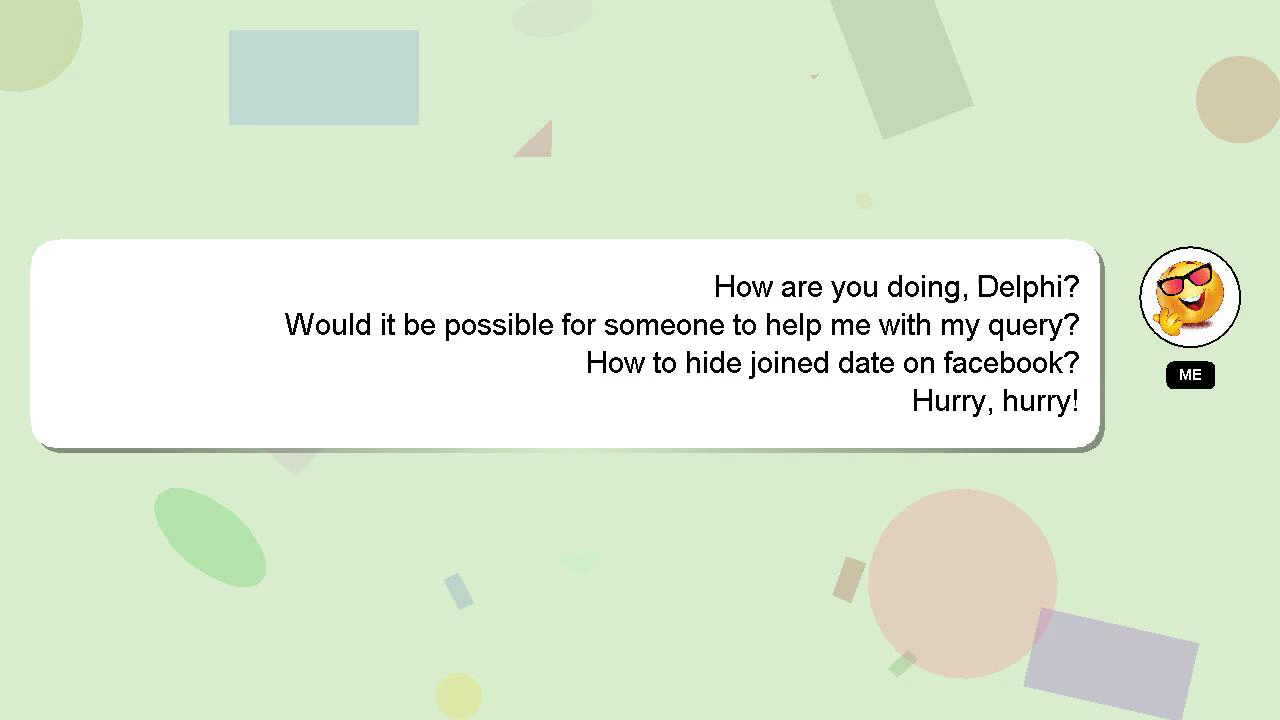 How are you doing, Delphi?
Would it be possible for someone to help me with my query?
How to hide joined date on facebook?
Hurry, hurry!
ME